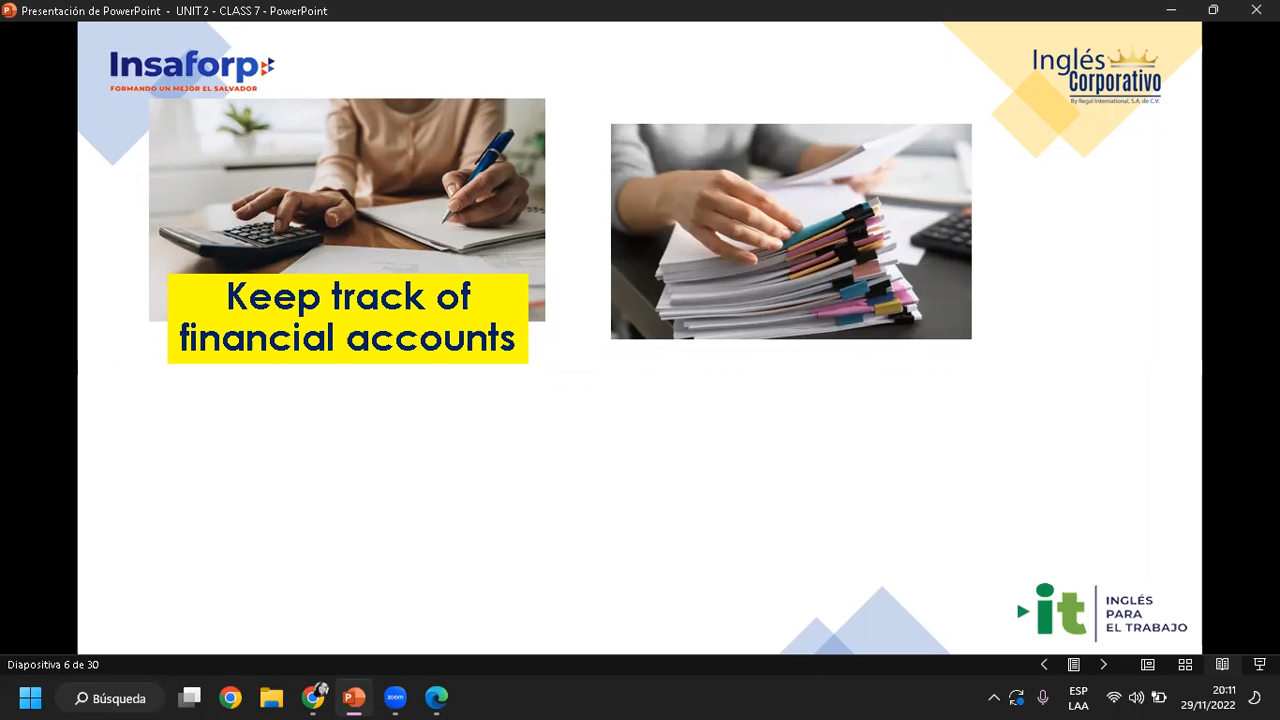 Presentación de PowerPoint - UNIT 2 - CLASS 7 - PowerPoint
Insaforp
FORMANDO UN MEJOR EL SALVADOR
Inglés
Corporativo
By Regal International, S.A. de C.V.
Keep track of
financial accounts
it
INGLÉS
PARA
EL TRABAJO
Diapositiva 6 de 30
Búsqueda
zoom
ESP
LAA
20:11
29/11/2022